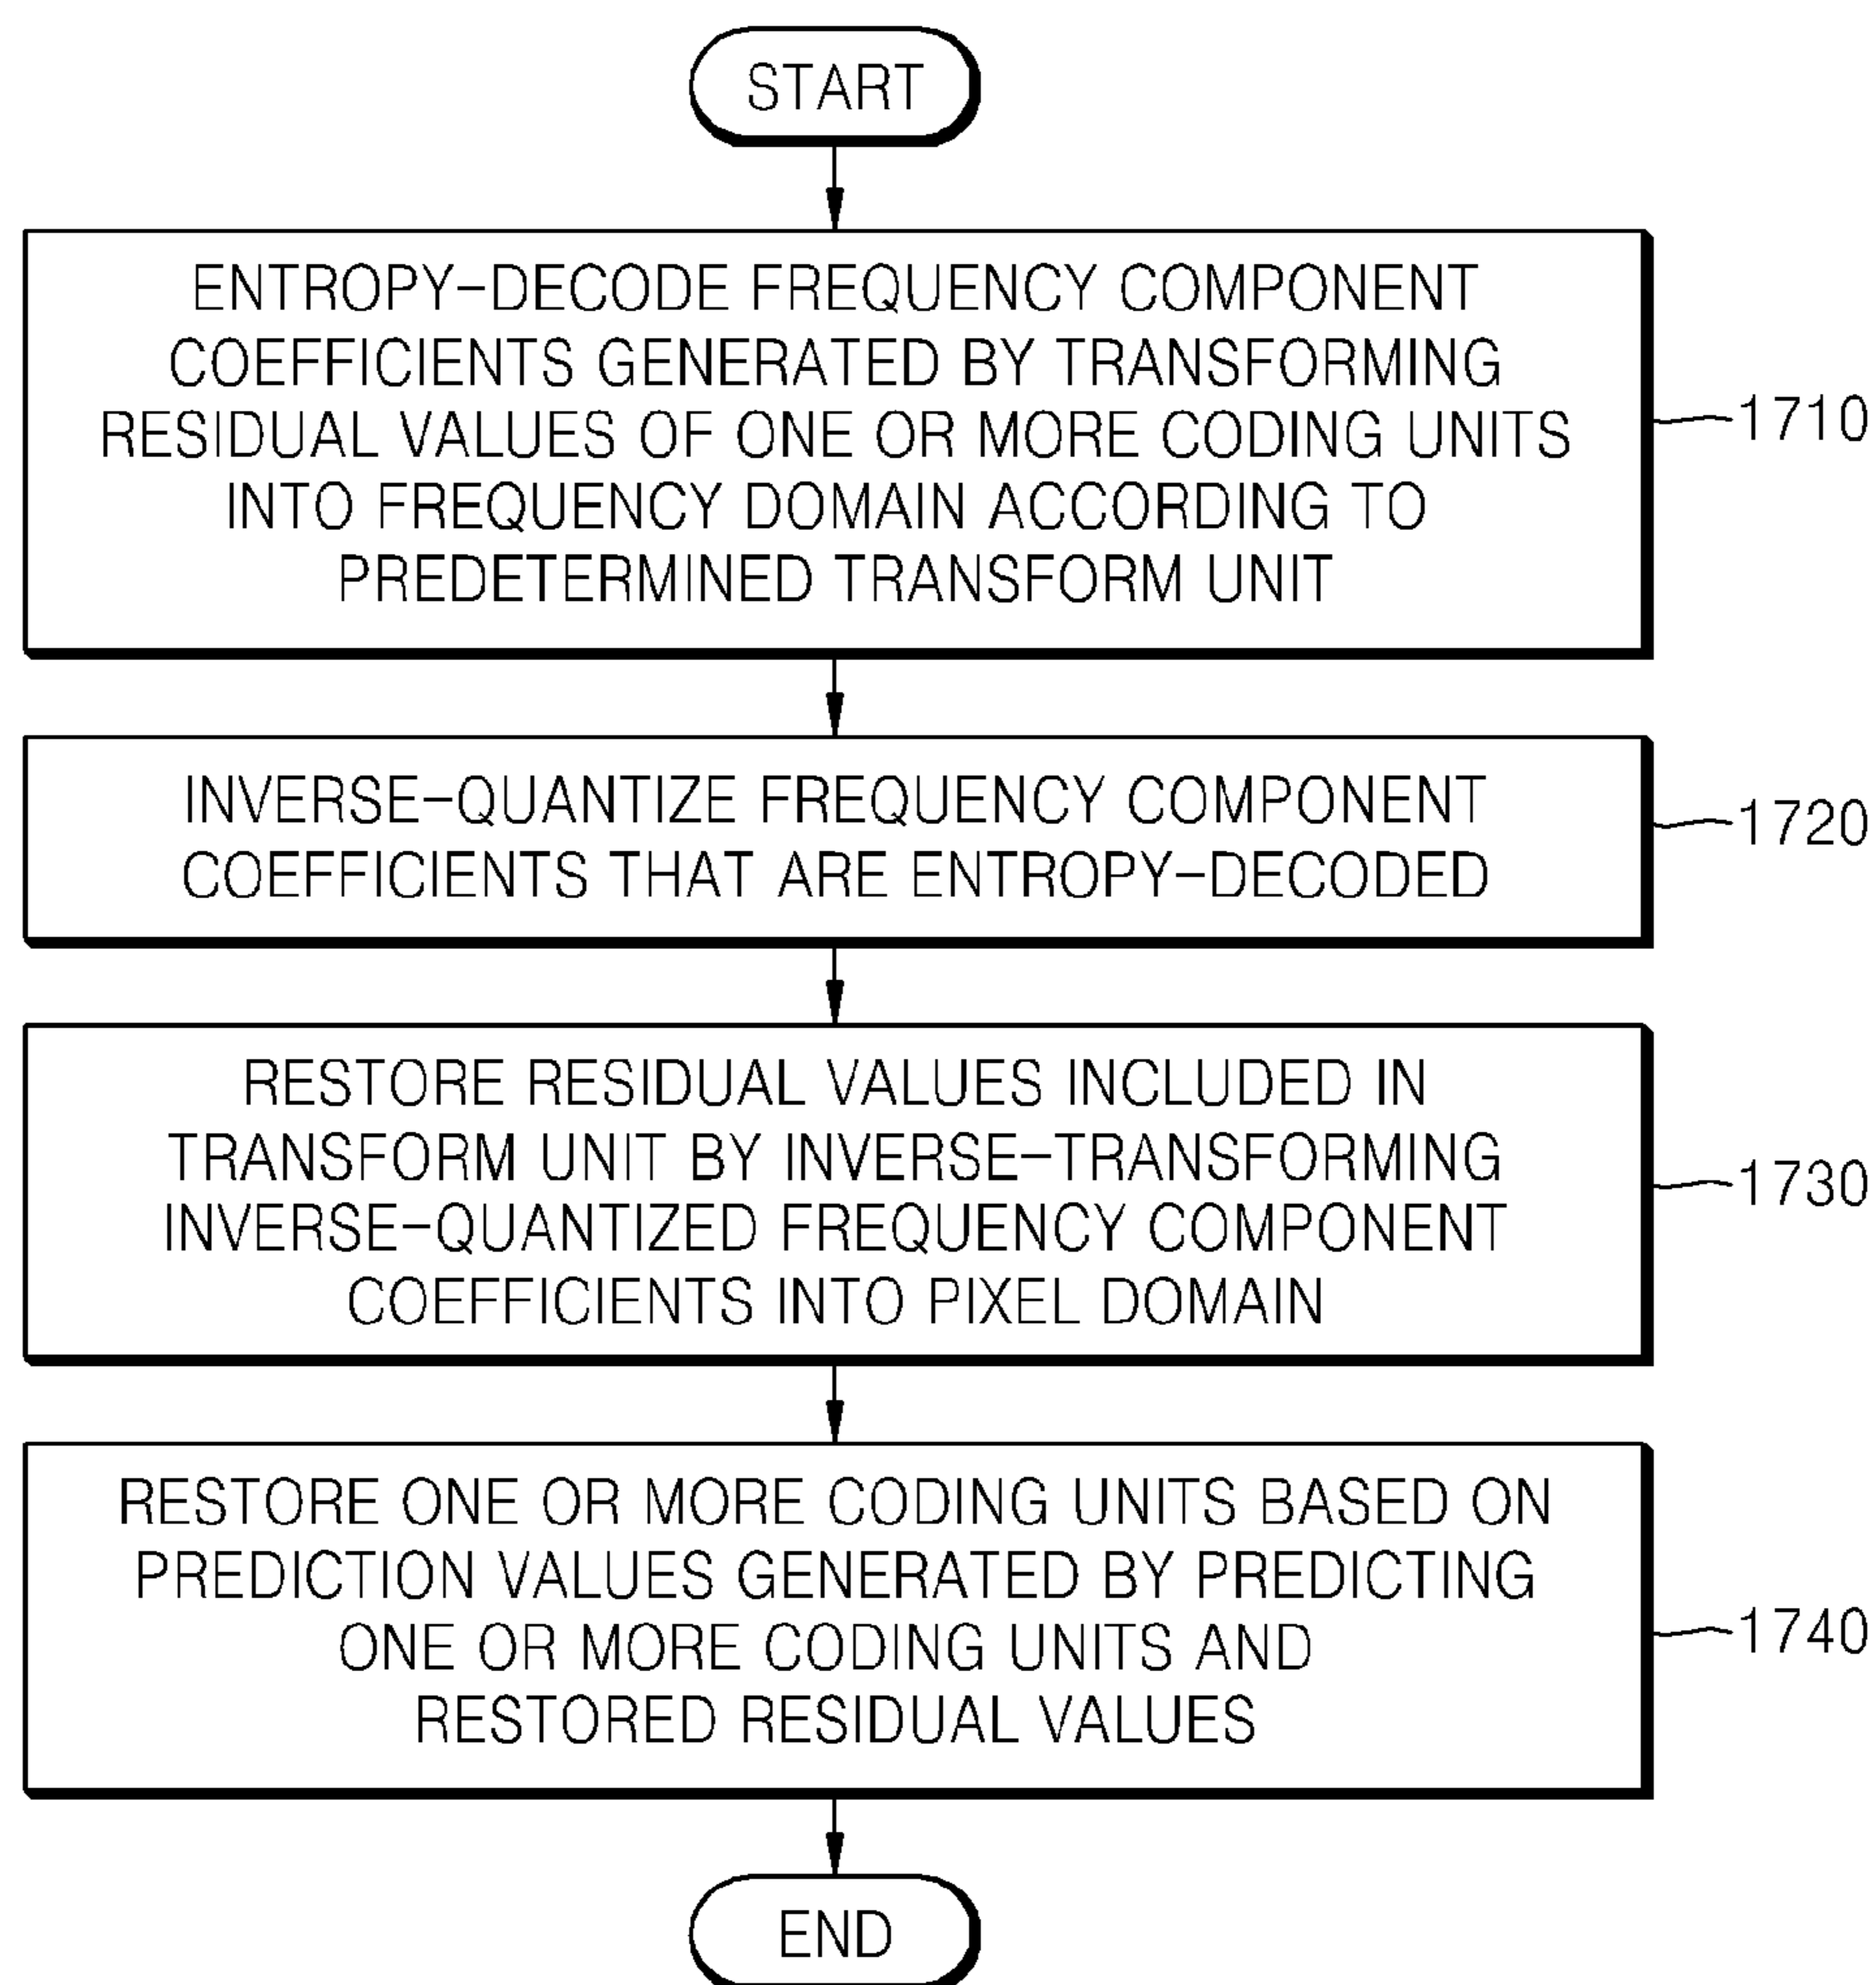 START
ENTROPY-DECODE FREQUENCY COMPONENT
COEFFICIENTS GENERATED BY TRANSFORMING
RESIDUAL VALUES OF ONE OR MORE CODING UNITS
INTO FREQUENCY DOMAIN ACCORDING TO
PREDETERMINED TRANSFORM UNIT
1710
INVERSE-QUANTIZE FREQUENCY COMPONENT
COEFFICIENTS THAT ARE ENTROPY-DECODED
1720
RESTORE RESIDUAL VALUES INCLUDED IN
TRANSFORM UNIT BY INVERSE-TRANSFORMING
INVERSE-QUANTIZED FREQUENCY COMPONENT
COEFFICIENTS INTO PIXEL DOMAIN
1730
RESTORE ONE OR MORE CODING UNITS BASED ON
PREDICTION VALUES GENERATED BY PREDICTING
ONE OR MORE CODING UNITS AND
RESTORED RESIDUAL VALUES
1740
END